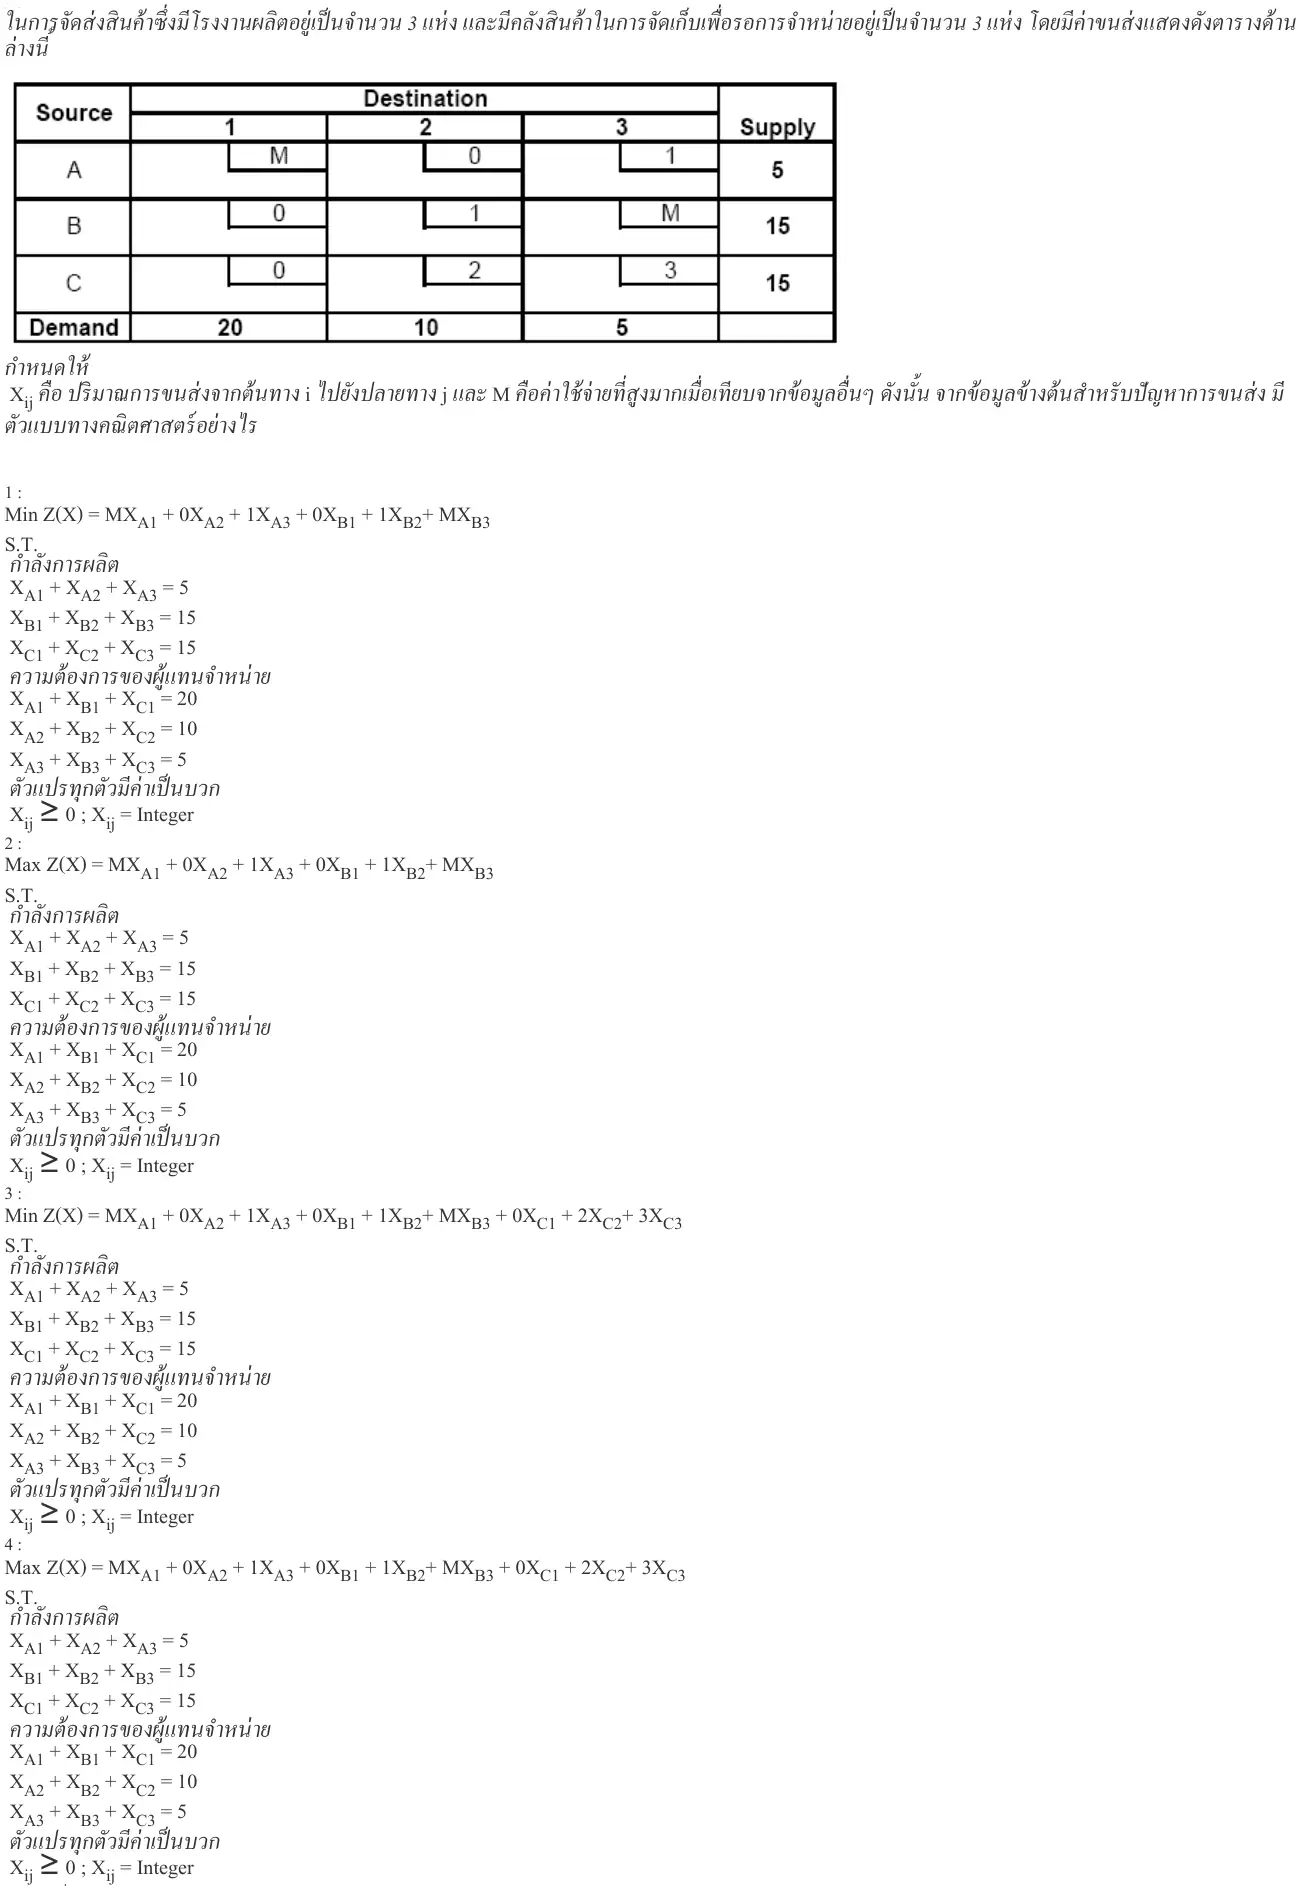 ในการจัดส่งสินค้าซึ่งมีโรงงานผลิตอยู่เป็นจำนวน 3 แห่ง และมีคลังสินค้าในการจัดเก็บเพื่อรอการจำหน่ายอยู่เป็นจำนวน 3 แห่ง โดยมีค่าขนส่งแสดงดังตารางด้าน
ล่างนี้
Source Destination Supply
1 2 3
A M 0 1 5
B 0 1 M 15
C 0 2 3 15
Demand 20 10 5
กำหนดให้
Xij คือ ปริมาณการขนส่งจากต้นทาง i ไปยังปลายทาง j และ M คือค่าใช้จ่ายที่สูงมากเมื่อเทียบจากข้อมูลอื่นๆ ดังนั้น จากข้อมูลข้างต้นสำหรับปัญหาการขนส่ง มี
ตัวแบบทางคณิตศาสตร์อย่างไร
1 :
Min Z(X) = MXA1 + 0XA2 + 1XA3 + 0XB1 + 1XB2+ MXB3
S.T.
กำลังการผลิต
XA1 + XA2 + XA3 = 5
XB1 + XB2 + XB3 = 15
XC1 + XC2 + XC3 = 15
ความต้องการของผู้แทนจำหน่าย
XA1 + XB1 + XC1 = 20
XA2 + XB2 + XC2 = 10
XA3 + XB3 + XC3 = 5
ตัวแปรทุกตัวมีค่าเป็นบวก
Xij ≥ 0 ; Xij = Integer
2 :
Max Z(X) = MXA1 + 0XA2 + 1XA3 + 0XB1 + 1XB2+ MXB3
S.T.
กำลังการผลิต
XA1 + XA2 + XA3 = 5
XB1 + XB2 + XB3 = 15
XC1 + XC2 + XC3 = 15
ความต้องการของผู้แทนจำหน่าย
XA1 + XB1 + XC1 = 20
XA2 + XB2 + XC2 = 10
XA3 + XB3 + XC3 = 5
ตัวแปรทุกตัวมีค่าเป็นบวก
Xij ≥ 0 ; Xij = Integer
3 :
Min Z(X) = MXA1 + 0XA2 + 1XA3 + 0XB1 + 1XB2+ MXB3 + 0XC1 + 2XC2+ 3XC3
S.T.
กำลังการผลิต
XA1 + XA2 + XA3 = 5
XB1 + XB2 + XB3 = 15
XC1 + XC2 + XC3 = 15
ความต้องการของผู้แทนจำหน่าย
XA1 + XB1 + XC1 = 20
XA2 + XB2 + XC2 = 10
XA3 + XB3 + XC3 = 5
ตัวแปรทุกตัวมีค่าเป็นบวก
Xij ≥ 0 ; Xij = Integer
4 :
Max Z(X) = MXA1 + 0XA2 + 1XA3 + 0XB1 + 1XB2+ MXB3 + 0XC1 + 2XC2+ 3XC3
S.T.
กำลังการผลิต
XA1 + XA2 + XA3 = 5
XB1 + XB2 + XB3 = 15
XC1 + XC2 + XC3 = 15
ความต้องการของผู้แทนจำหน่าย
XA1 + XB1 + XC1 = 20
XA2 + XB2 + XC2 = 10
XA3 + XB3 + XC3 = 5
ตัวแปรทุกตัวมีค่าเป็นบวก
Xij ≥ 0 ; Xij = Integer